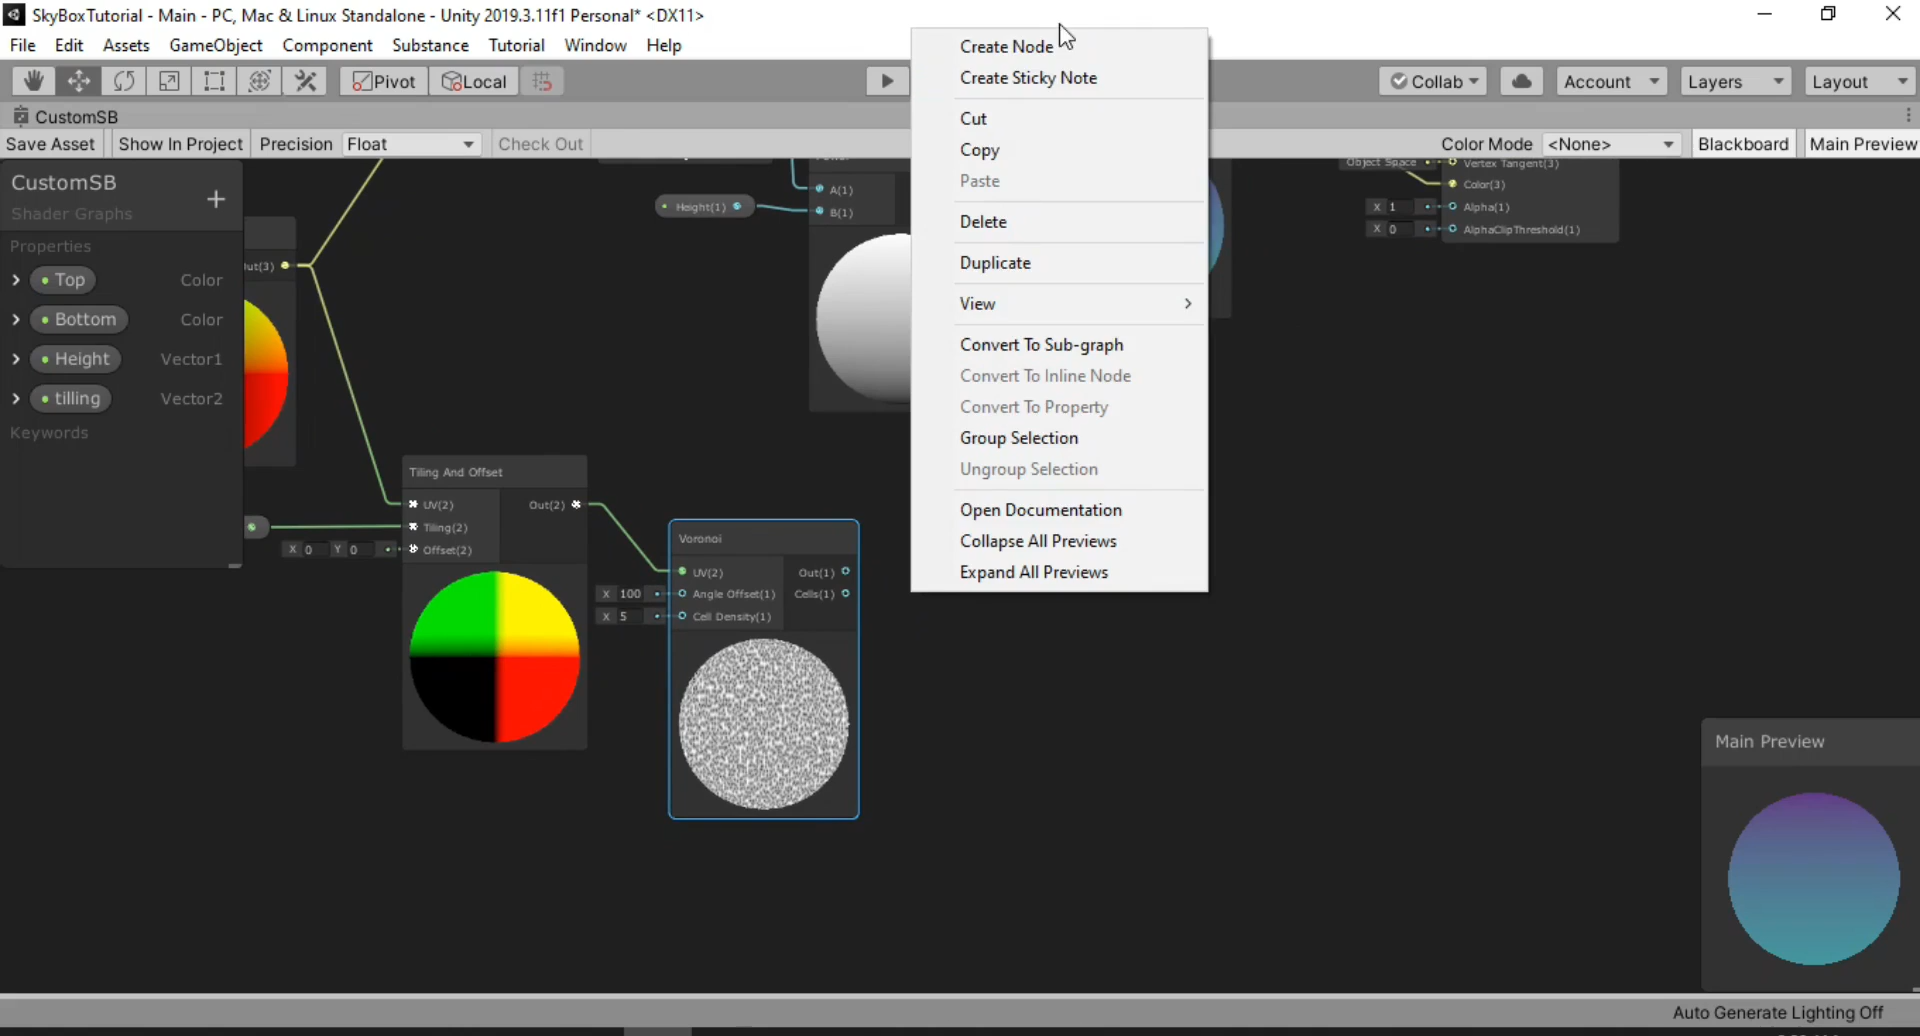 SkyBoxTutorial - Main - PC, Mac & Linux Standalone - Unity 2019.3.11f1 Personal* <DX11>
File Edit Assets GameObject Component Substance Tutorial Window Help
Pivot Local Collab Account Layers Layout
CustomSB
Save Asset Show In Project Precision Float Check Out Color Mode <None> Blackboard Main Preview
CustomSB
Shader Graphs
Properties
Top Color
Bottom Color
Height Vector1
tilling Vector2
Keywords
Height(1)
A(1)
B(1)
Object Space Vertex Tangent(3)
Color(3)
X 1 Alpha(1)
X 0 AlphaClipThreshold(1)
Tiling And Offset
UV(2) Out(2)
Tiling(2)
X 0 Y 0 Offset(2)
Voronoi
UV(2) Out(1)
X 100 Angle Offset(1) Cells(1)
X 5 Cell Density(1)
Create Node
Create Sticky Note
Cut
Copy
Paste
Delete
Duplicate
View
Convert To Sub-graph
Convert To Inline Node
Convert To Property
Group Selection
Ungroup Selection
Open Documentation
Collapse All Previews
Expand All Previews
Main Preview
Auto Generate Lighting Off